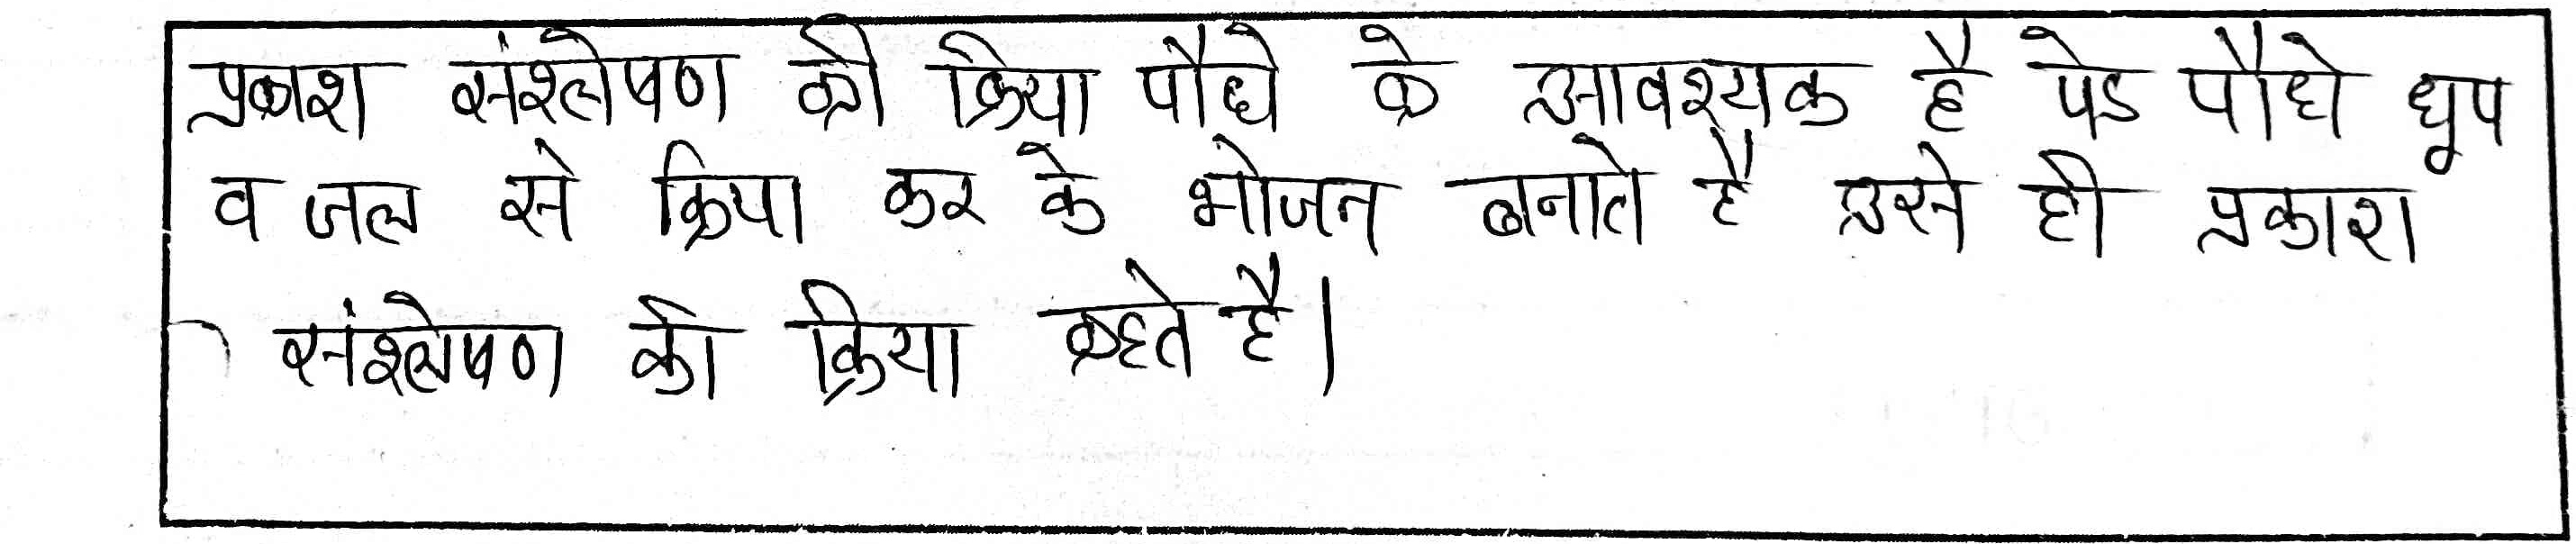 प्रकाश संश्लेषण की क्रिया पौधे के आवश्यक है पेड पौधे धूप
व जल से क्रिया कर के भोजन बनाते है इसे ही प्रकाश
संश्लेषण की क्रिया कहते है।